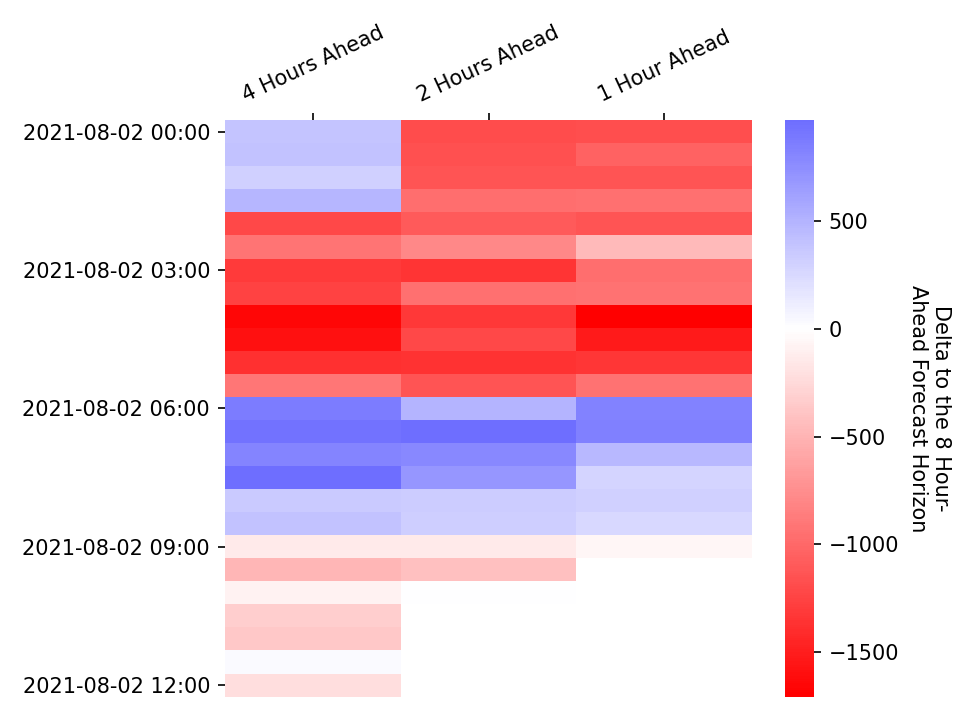 4 Hours Ahead
2 Hours Ahead
1 Hour Ahead
2021-08-02 00:00
2021-08-02 03:00
2021-08-02 06:00
2021-08-02 09:00
2021-08-02 12:00
500
0
−500
−1000
−1500
Delta to the 8 Hour-
Ahead Forecast Horizon